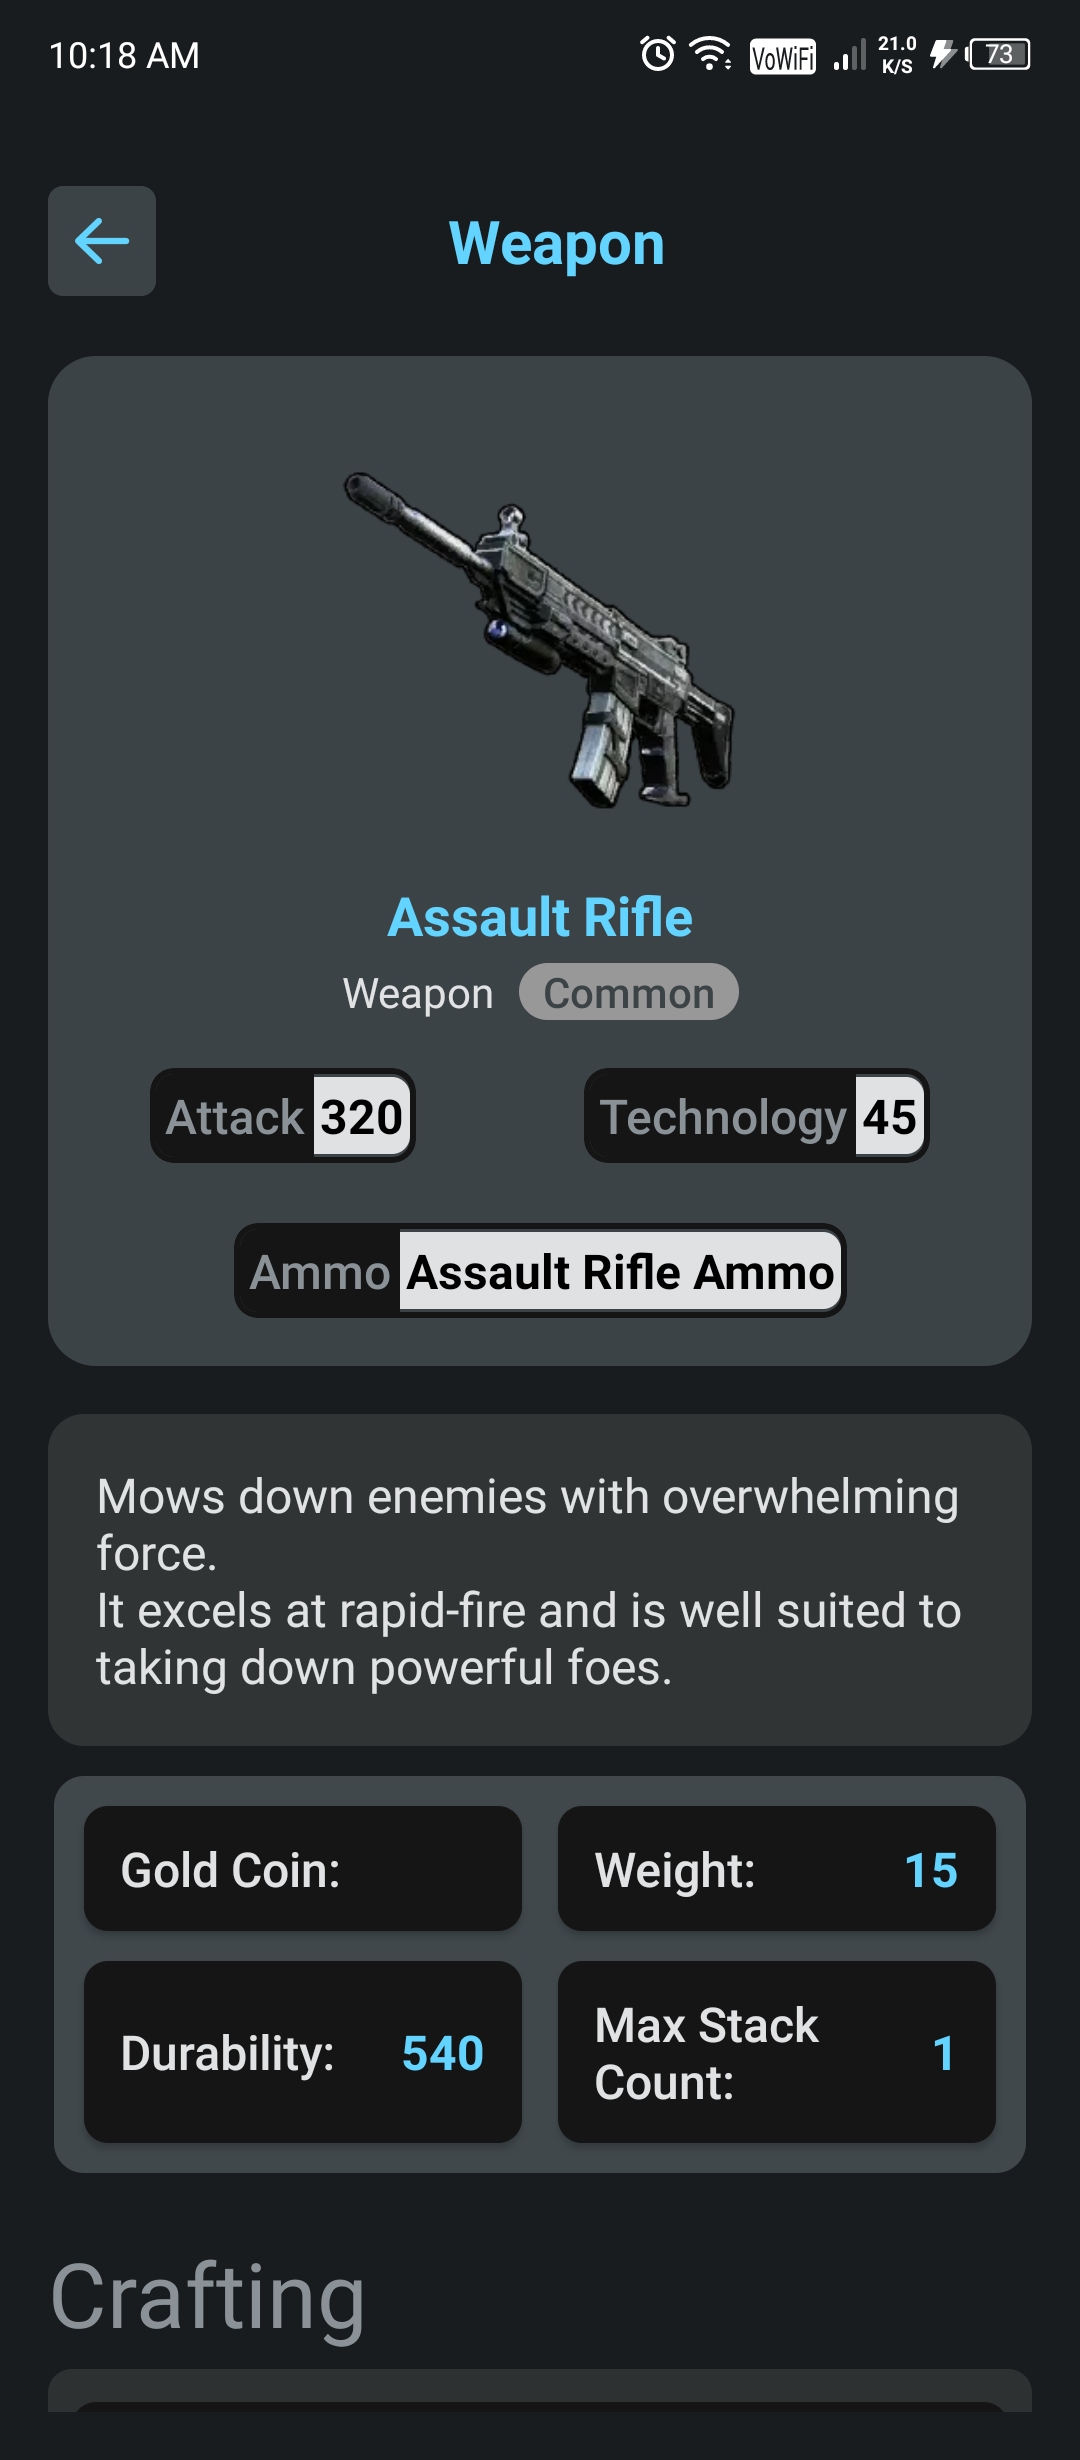 10:18 AM
VoWiFi
21.0
K/S
73
Weapon
Assault Rifle
Weapon Common
Attack 320
Technology 45
Ammo Assault Rifle Ammo
Mows down enemies with overwhelming
force.
It excels at rapid-fire and is well suited to
taking down powerful foes.
Gold Coin:
Weight: 15
Durability: 540
Max Stack
Count: 1
Crafting